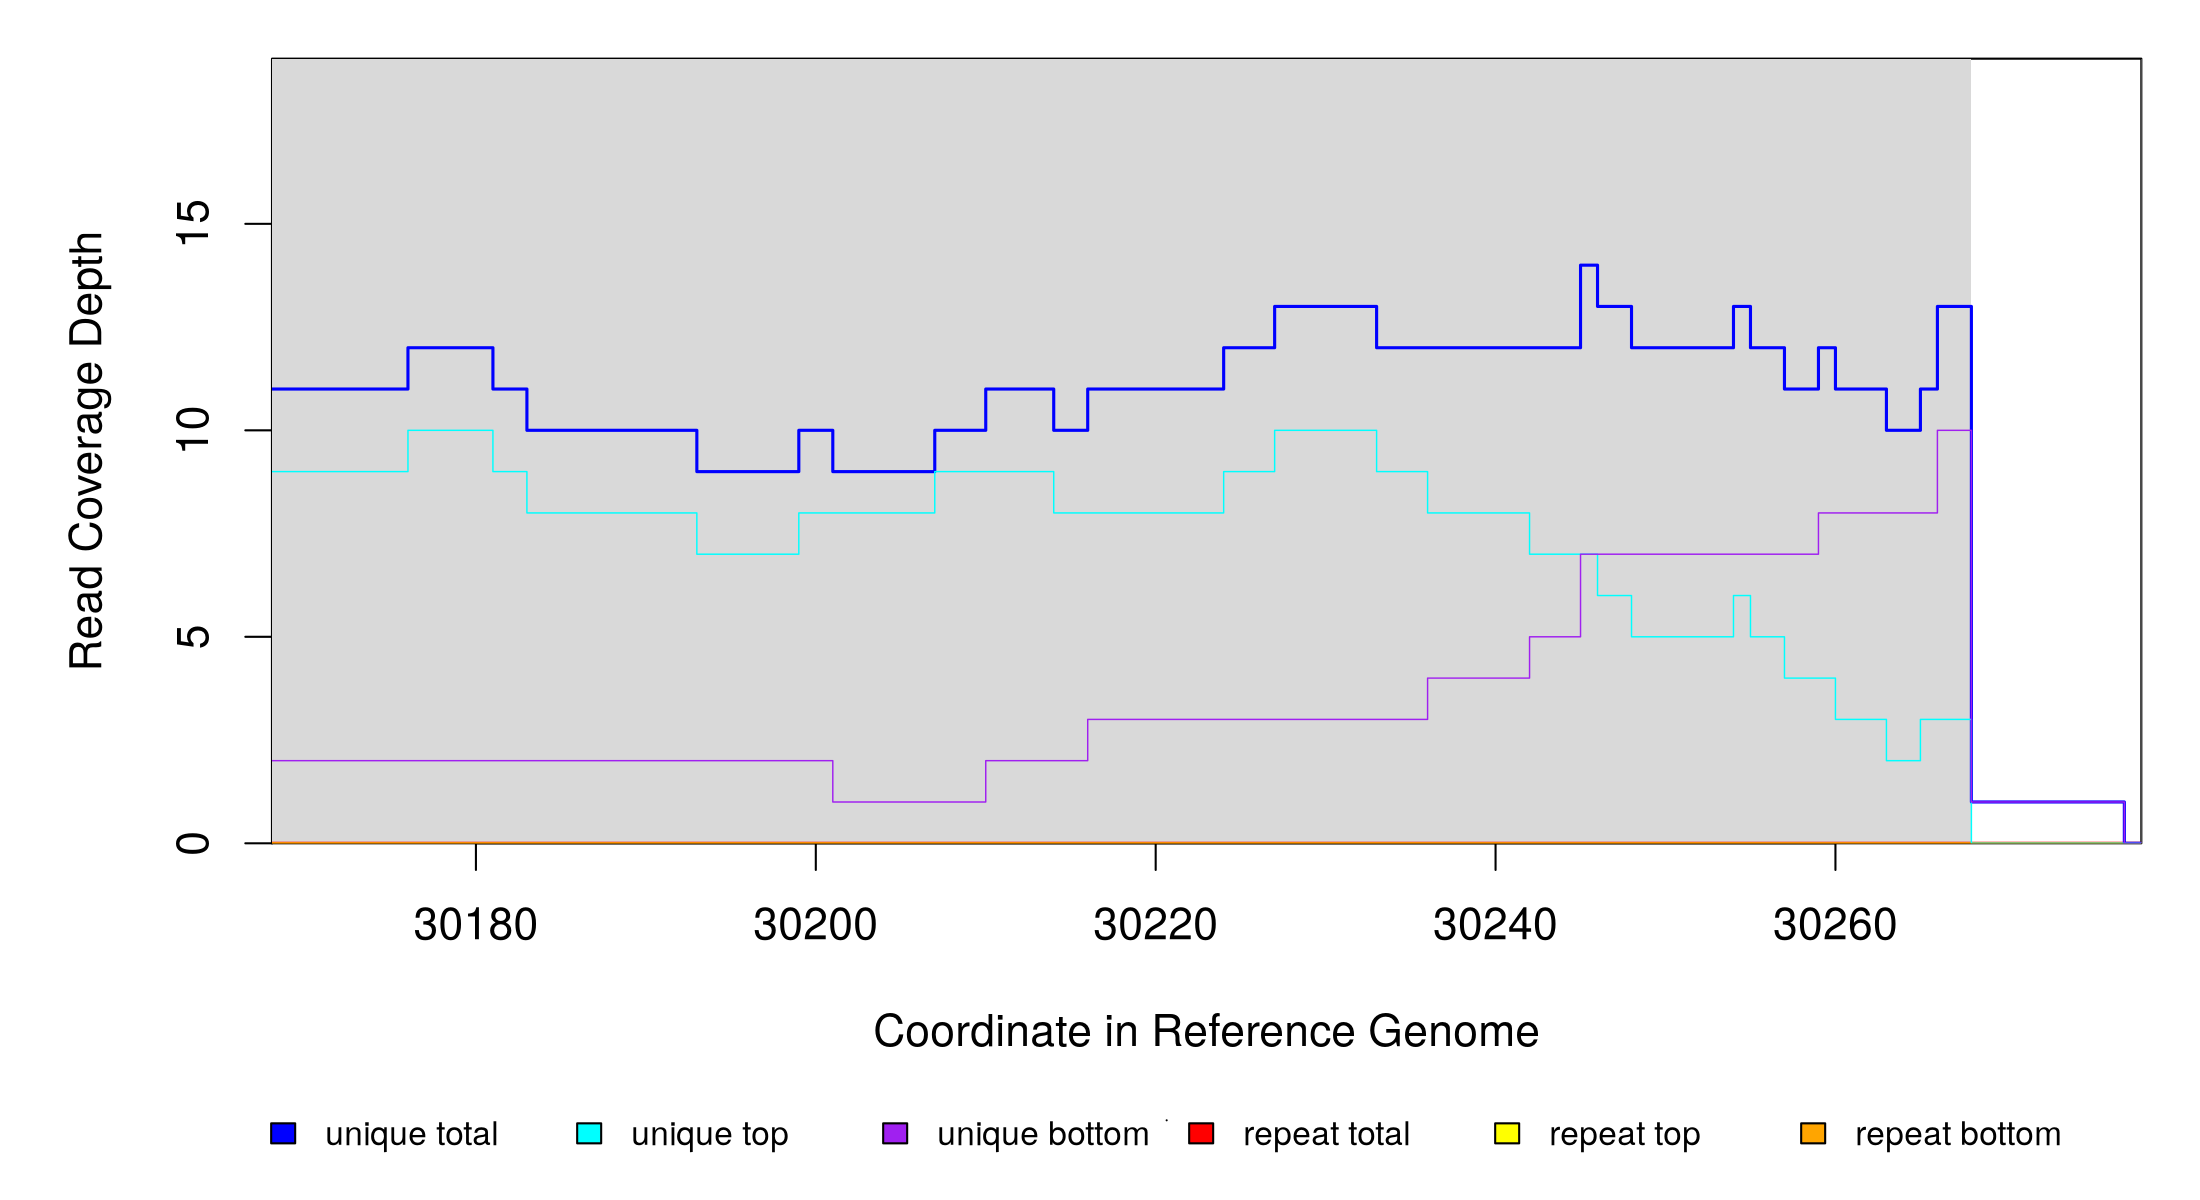 Read Coverage Depth
15
10
5
0
30180 30200 30220 30240 30260
Coordinate in Reference Genome
unique total unique top unique bottom repeat total repeat top repeat bottom